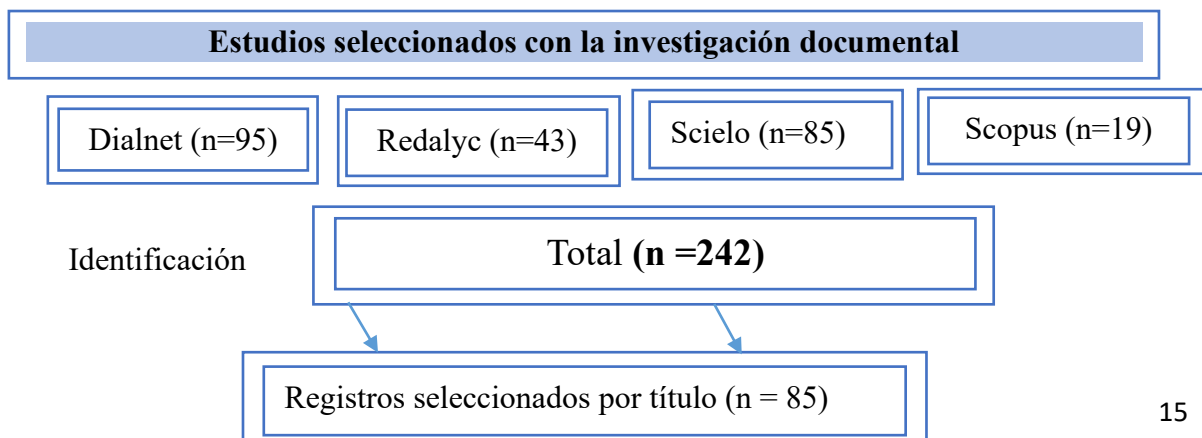 Estudios seleccionados con la investigación documental
Dialnet (n=95)
Redalyc (n=43)
Scielo (n=85)
Scopus (n=19)
Identificación
Total (n =242)
Registros seleccionados por título (n = 85)
15